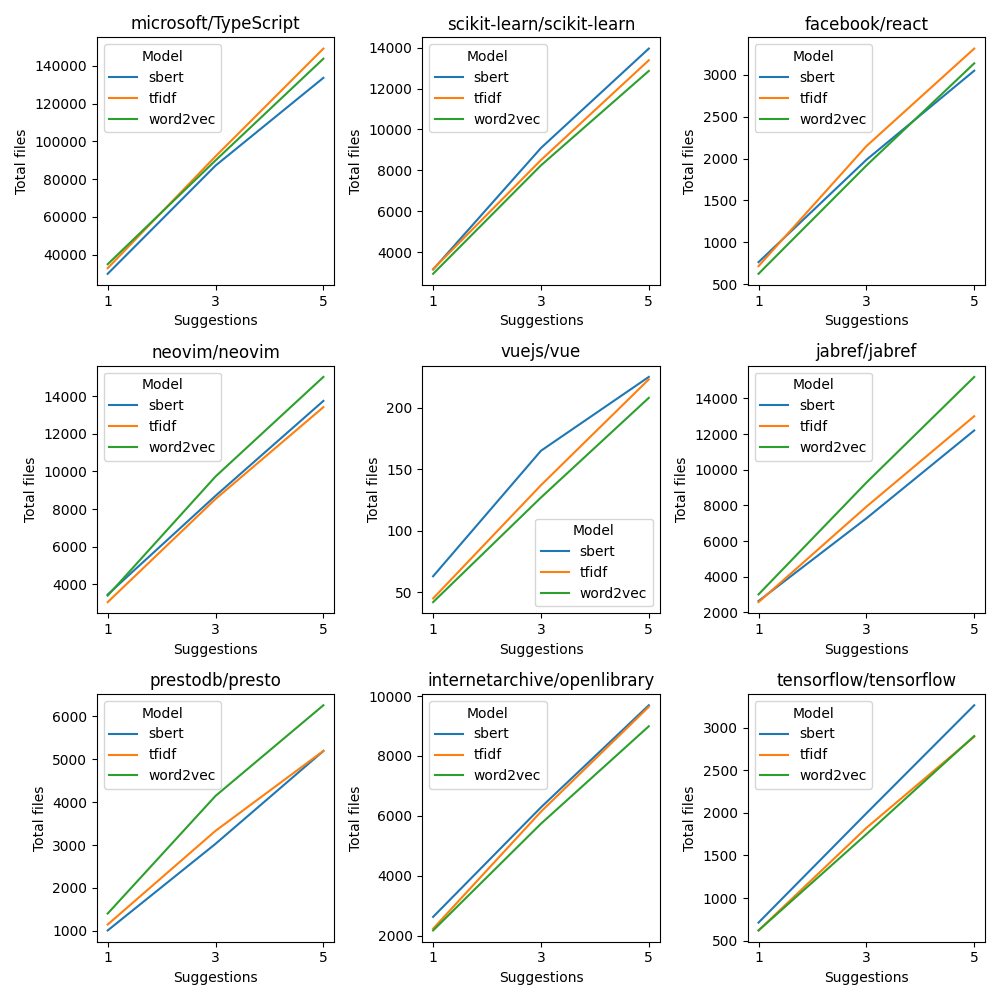 microsoft/TypeScript
Total files
140000
120000
100000
80000
60000
40000
Model
sbert
tfidf
word2vec
1 3 5
Suggestions
scikit-learn/scikit-learn
Total files
14000
12000
10000
8000
6000
4000
Model
sbert
tfidf
word2vec
1 3 5
Suggestions
facebook/react
Total files
3000
2500
2000
1500
1000
500
Model
sbert
tfidf
word2vec
1 3 5
Suggestions
neovim/neovim
Total files
14000
12000
10000
8000
6000
4000
Model
sbert
tfidf
word2vec
1 3 5
Suggestions
vuejs/vue
Total files
200
150
100
50
Model
sbert
tfidf
word2vec
1 3 5
Suggestions
jabref/jabref
Total files
14000
12000
10000
8000
6000
4000
2000
Model
sbert
tfidf
word2vec
1 3 5
Suggestions
prestodb/presto
Total files
6000
5000
4000
3000
2000
1000
Model
sbert
tfidf
word2vec
1 3 5
Suggestions
internetarchive/openlibrary
Total files
10000
8000
6000
4000
2000
Model
sbert
tfidf
word2vec
1 3 5
Suggestions
tensorflow/tensorflow
Total files
3000
2500
2000
1500
1000
500
Model
sbert
tfidf
word2vec
1 3 5
Suggestions